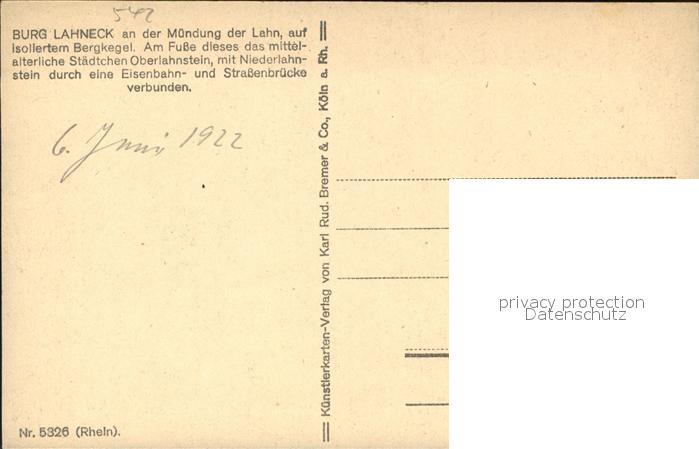 542
BURG LAHNECK an der Mündung der Lahn, auf
isoliertem Bergkegel. Am Fuße dieses das mittel-
alterliche Städtchen Oberlahnstein, mit Niederlahn-
stein durch eine Eisenbahn- und Straßenbrücke
verbunden.
6. Juni 1922
Künstlerkarten-Verlag von Karl Rud. Bremer & Co., Köln a. Rh.
privacy protection
Datenschutz
Nr. 5326 (Rhein).